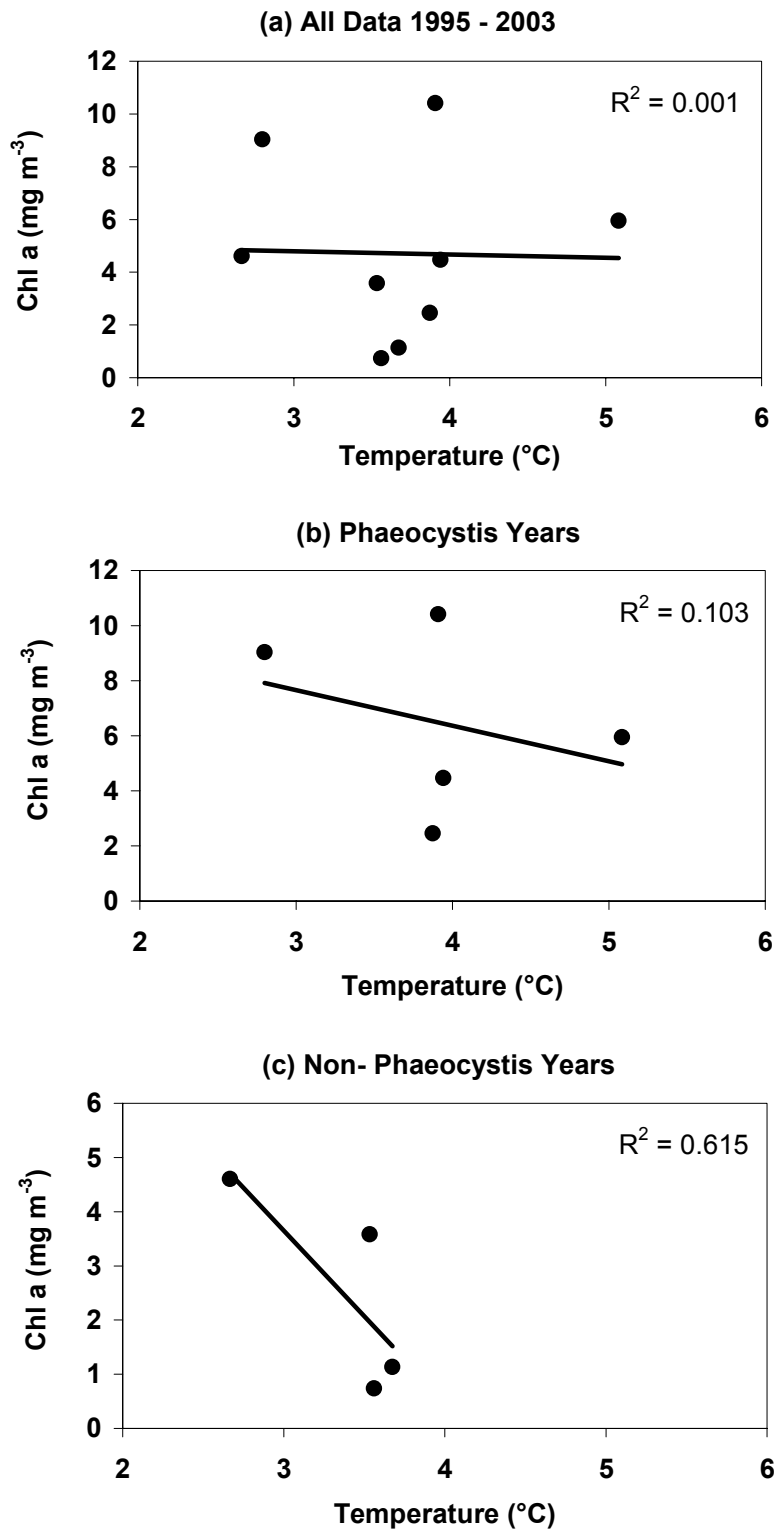 (a) All Data 1995 - 2003
12
10
8
6
4
2
0
R² = 0.001
Chl a (mg m⁻³)
2 3 4 5 6
Temperature (°C)
(b) Phaeocystis Years
12
10
8
6
4
2
0
R² = 0.103
Chl a (mg m⁻³)
2 3 4 5 6
Temperature (°C)
(c) Non- Phaeocystis Years
6
5
4
3
2
1
0
R² = 0.615
Chl a (mg m⁻³)
2 3 4 5 6
Temperature (°C)